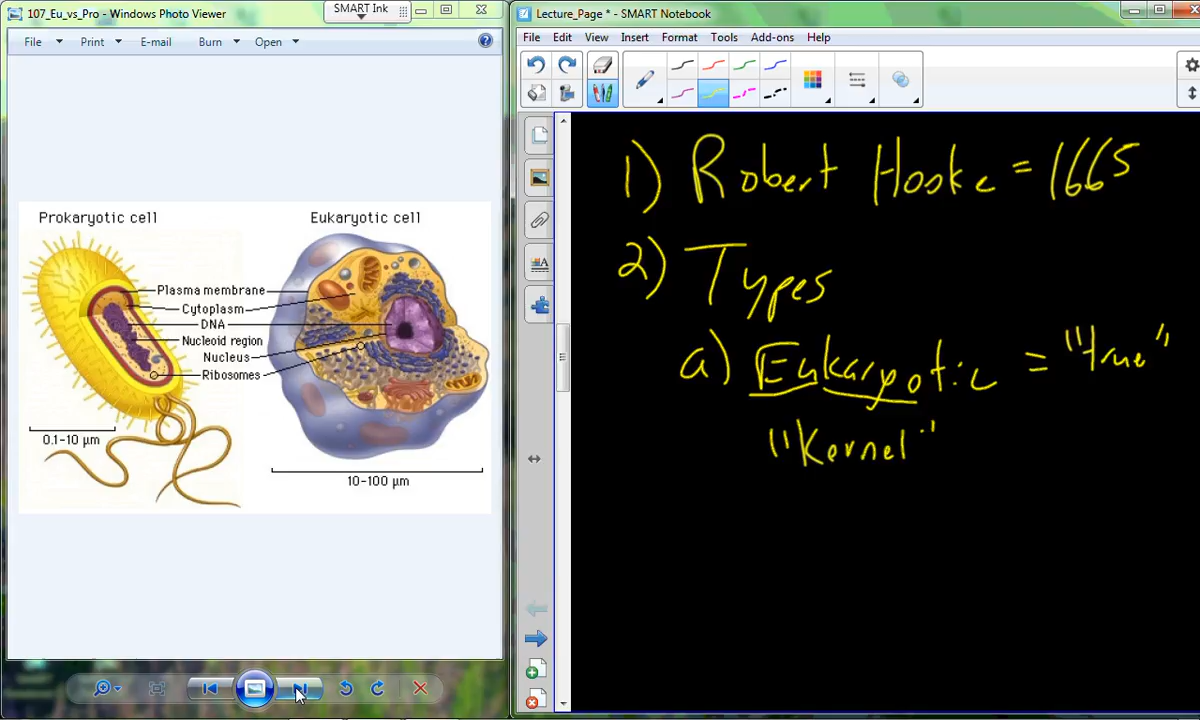 107_Eu_vs_Pro - Windows Photo Viewer
SMART Ink
File Print E-mail Burn Open
Prokaryotic cell
Eukaryotic cell
Plasma membrane
Cytoplasm
DNA
Nucleoid region
Nucleus
Ribosomes
0.1-10 µm
10-100 µm
Lecture_Page * - SMART Notebook
File Edit View Insert Format Tools Add-ons Help
1) Robert Hooke = 1665
2) Types
a) Eukaryotic = "true"
"Kernel"